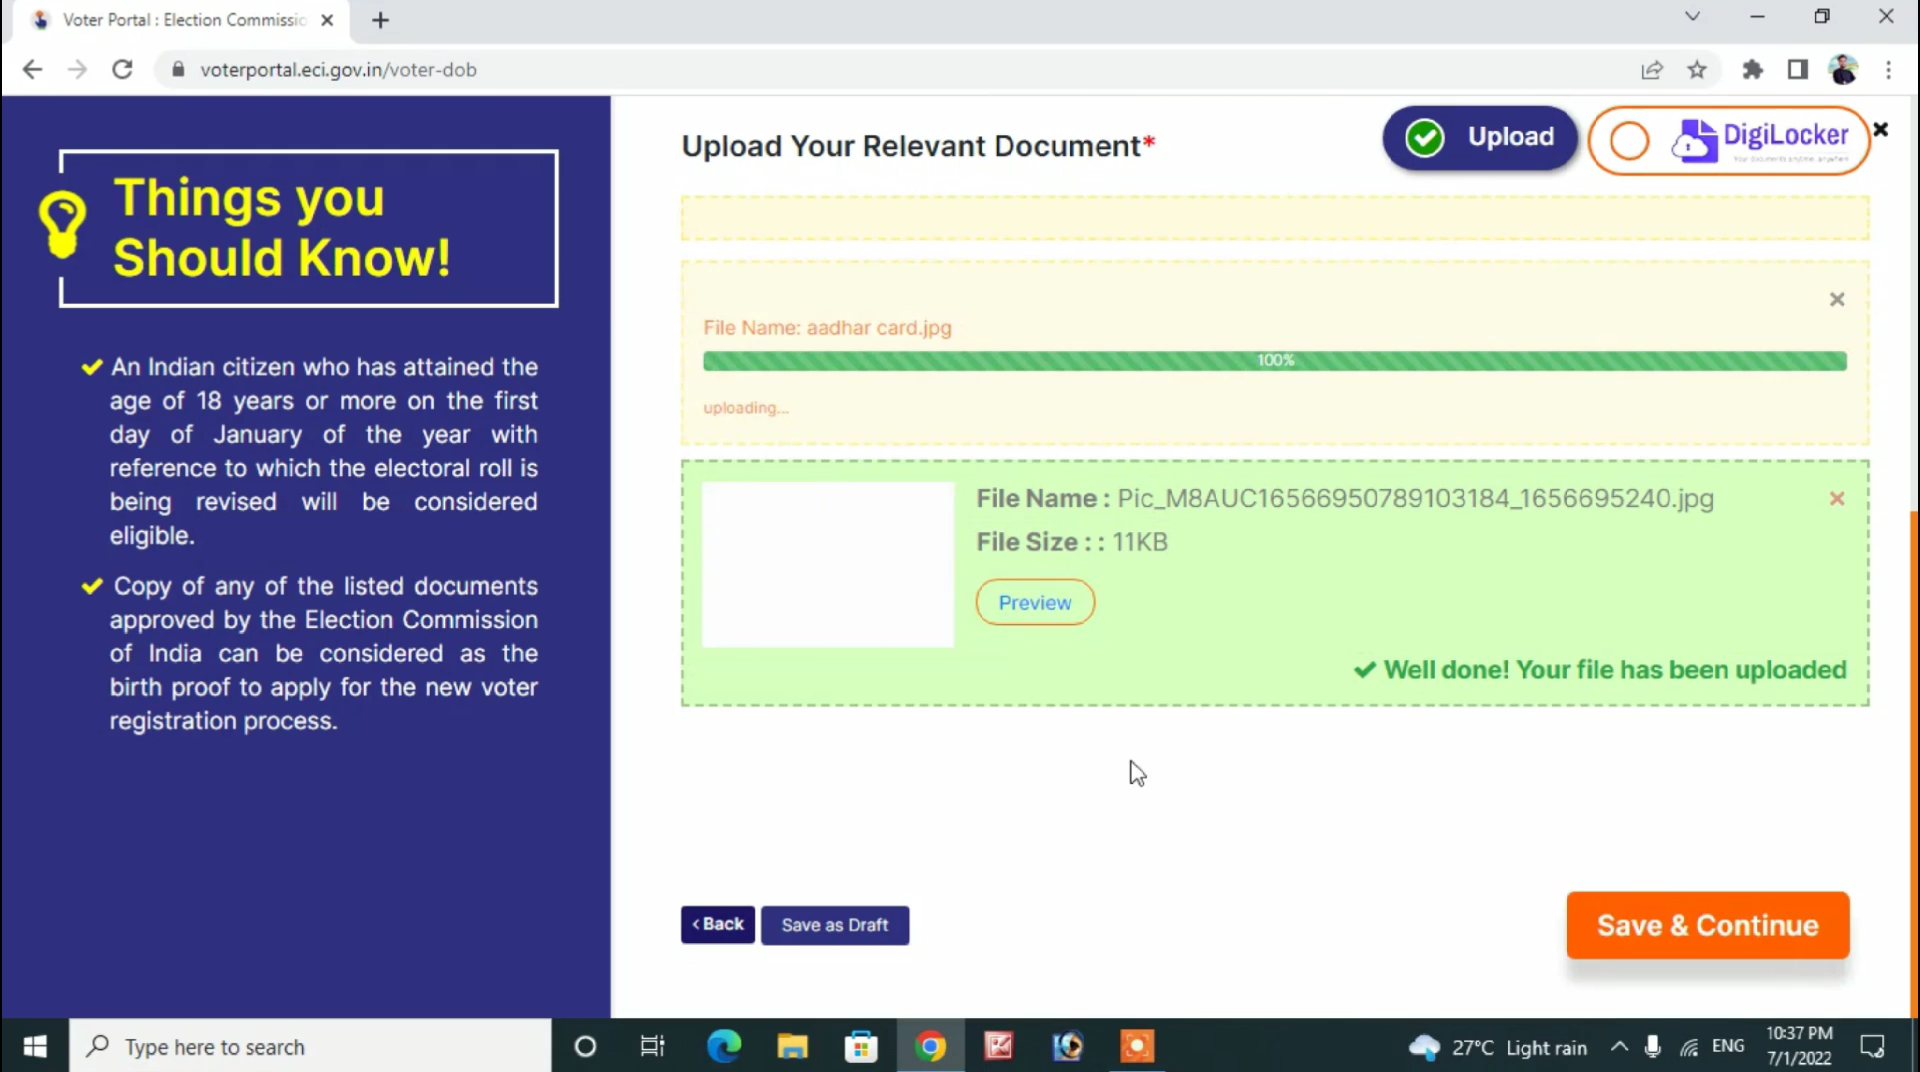 Voter Portal : Election Commissio
voterportal.eci.gov.in/voter-dob
Things you
Should Know!
An Indian citizen who has attained the
age of 18 years or more on the first
day of January of the year with
reference to which the electoral roll is
being revised will be considered
eligible.
Copy of any of the listed documents
approved by the Election Commission
of India can be considered as the
birth proof to apply for the new voter
registration process.
Upload Your Relevant Document*
Upload
DigiLocker
Your documents anytime, anywhere
File Name: aadhar card.jpg
100%
uploading...
File Name : Pic_M8AUC16566950789103184_1656695240.jpg
File Size : : 11KB
Preview
Well done! Your file has been uploaded
‹ Back
Save as Draft
Save & Continue
Type here to search
27°C Light rain
ENG
10:37 PM
7/1/2022